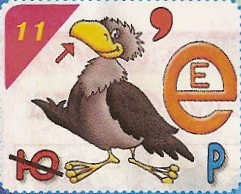 11 ,
е Е
Ю Р